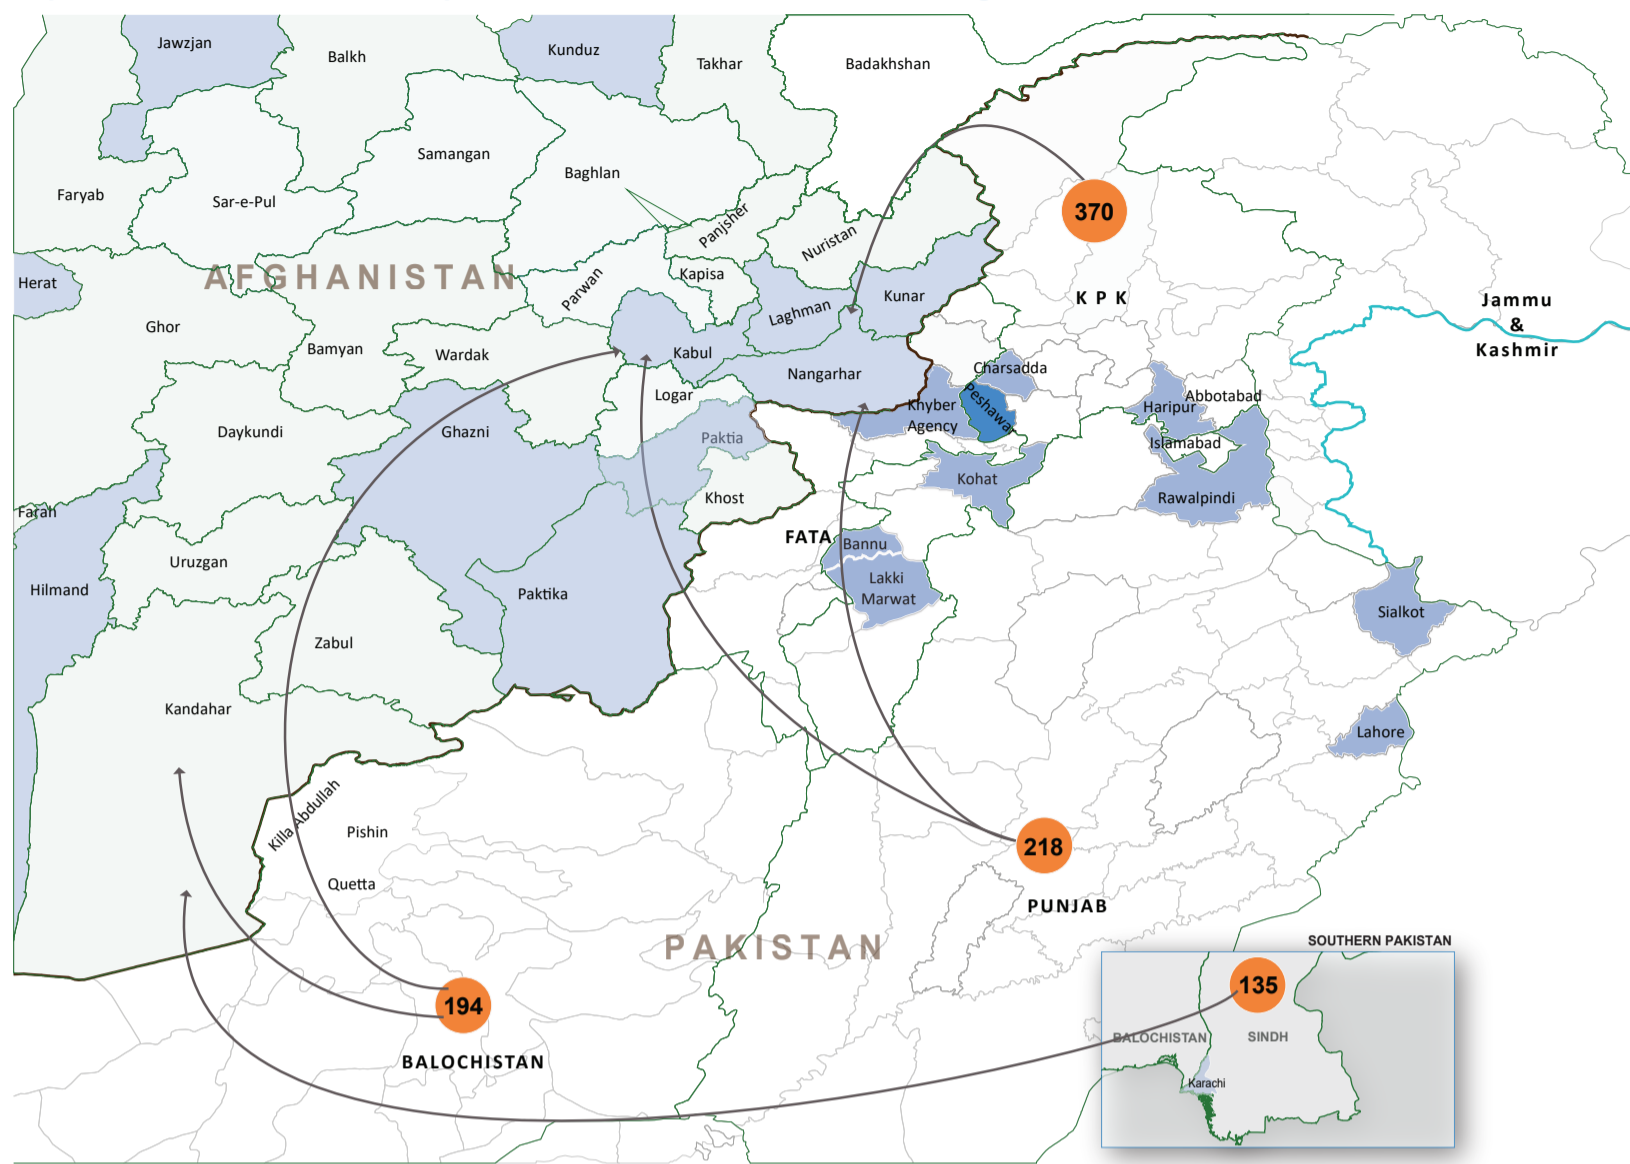 Jawzjan
Balkh
Kunduz
Takhar
Badakhshan
Samangan
Baghlan
Faryab
Sar-e-Pul
Panjsher
Nuristan
370
AFGHANISTAN
Herat
Parwan
Kapisa
Laghman
Kunar
KPK
Jammu
&
Kashmir
Ghor
Bamyan
Wardak
Kabul
Nangarhar
Charsadda
Logar
Khyber
Agency
Peshawar
Haripur
Abbotabad
Daykundi
Ghazni
Paktia
Islamabad
Khost
Kohat
Rawalpindi
Farah
FATA
Bannu
Uruzgan
Hilmand
Paktika
Lakki
Marwat
Sialkot
Zabul
Kandahar
Lahore
Killa Abdullah
Pishin
Quetta
218
PUNJAB
PAKISTAN
SOUTHERN PAKISTAN
194
135
BALOCHISTAN
BALOCHISTAN
SINDH
Karachi